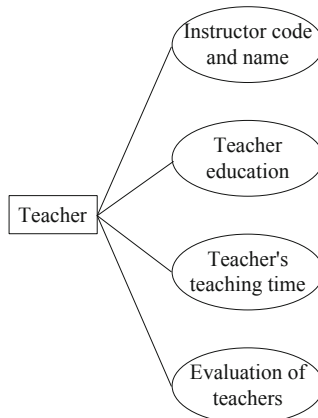 Instructor code
and name
Teacher
education
Teacher
Teacher's
teaching time
Evaluation of
teachers